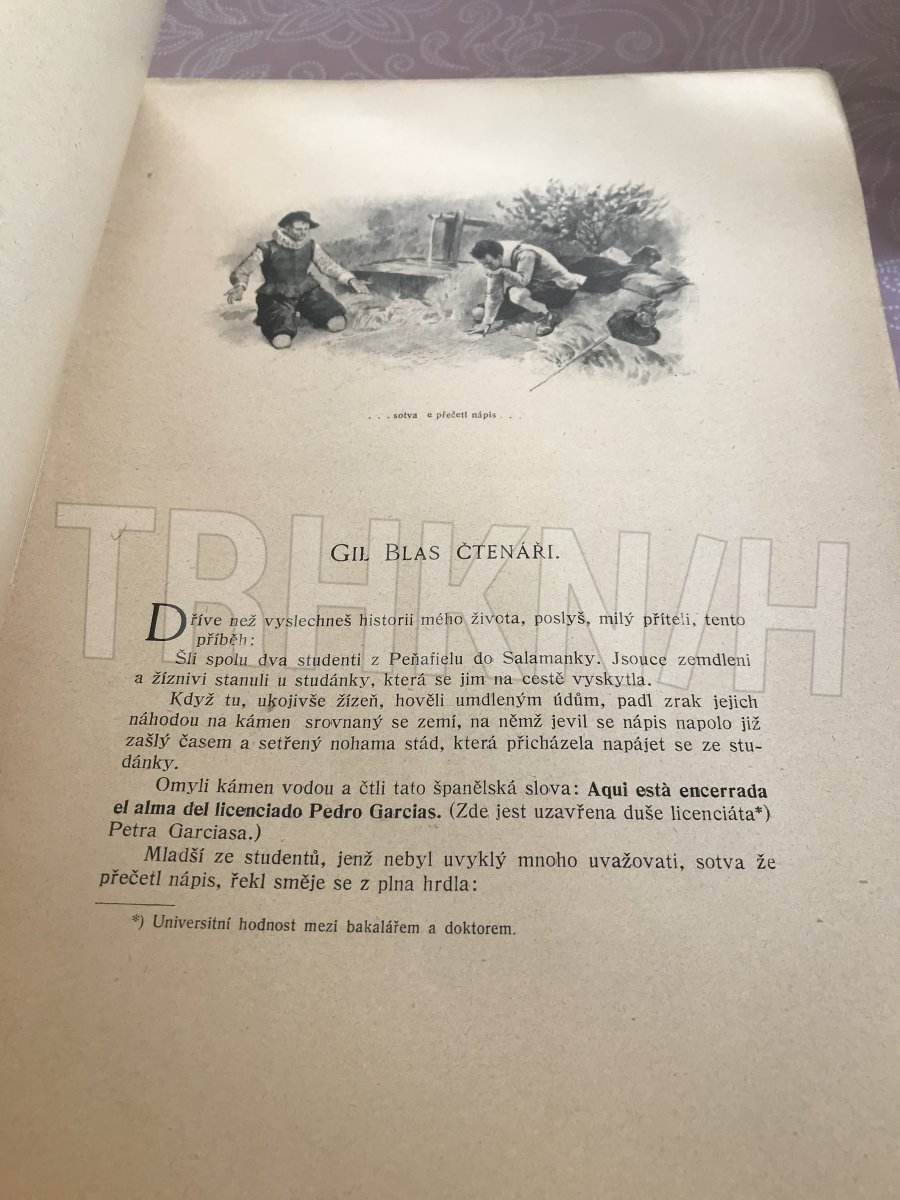 . . . sotva e přečetl nápis . . .
TRHKNIH
GIL BLAS ČTENÁŘI.
Dříve než vyslechneš historii mého života, poslyš, milý příteli, tento
příběh:
Šli spolu dva studenti z Peñafielu do Salamanky. Jsouce zemdleni
a žíznivi stanuli u studánky, která se jim na cestě vyskytla.
Když tu, ukojivše žízeň, hověli umdleným údům, padl zrak jejich
náhodou na kámen srovnaný se zemí, na němž jevil se nápis napolo již
zašlý časem a setřený nohama stád, která přicházela napájet se ze stu-
dánky.
Omyli kámen vodou a čtli tato španělská slova: Aqui està encerrada
el alma del licenciado Pedro Garcias. (Zde jest uzavřena duše licenciáta*)
Petra Garciasa.)
Mladší ze studentů, jenž nebyl uvyklý mnoho uvažovati, sotva že
přečetl nápis, řekl směje se z plna hrdla:
*) Universitní hodnost mezi bakalářem a doktorem.